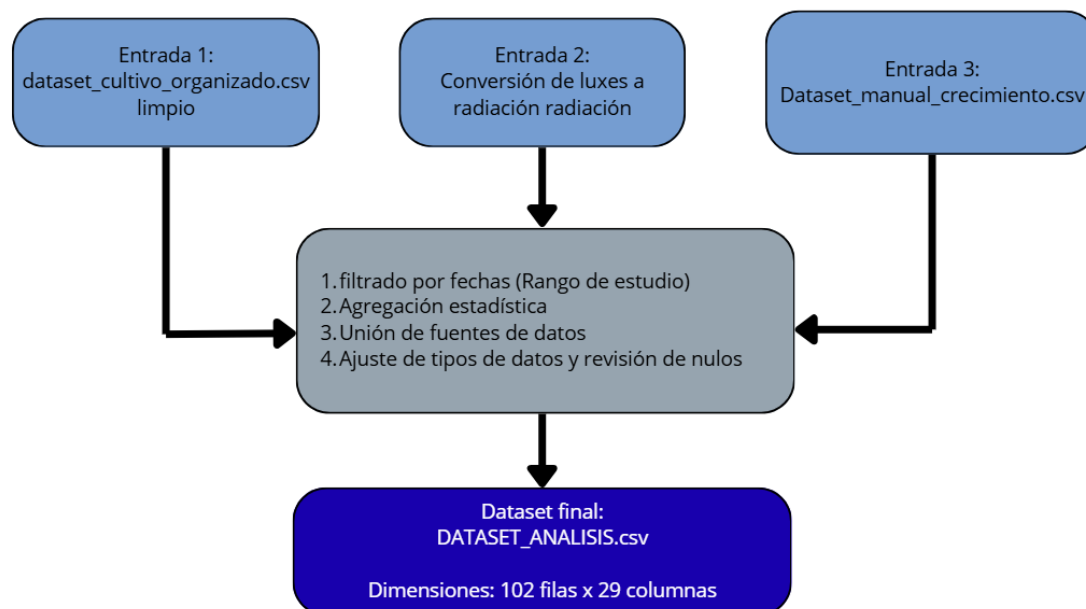 Entrada 1:
dataset_cultivo_organizado.csv
limpio
Entrada 2:
Conversión de luxes a
radiación radiación
Entrada 3:
Dataset_manual_crecimiento.csv
1. filtrado por fechas (Rango de estudio)
2. Agregación estadística
3. Unión de fuentes de datos
4. Ajuste de tipos de datos y revisión de nulos
Dataset final:
DATASET_ANALISIS.csv
Dimensiones: 102 filas x 29 columnas